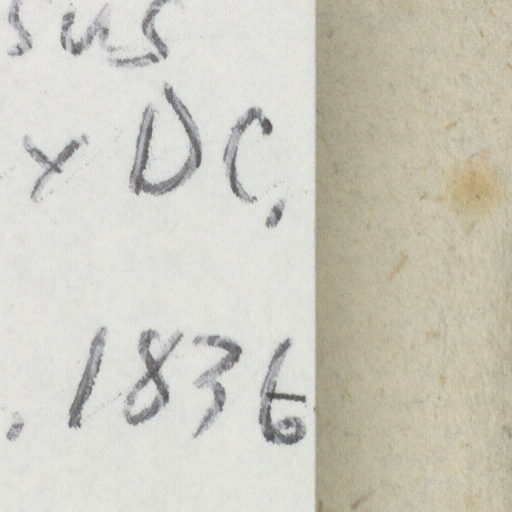 sus
x DC.
. 1836